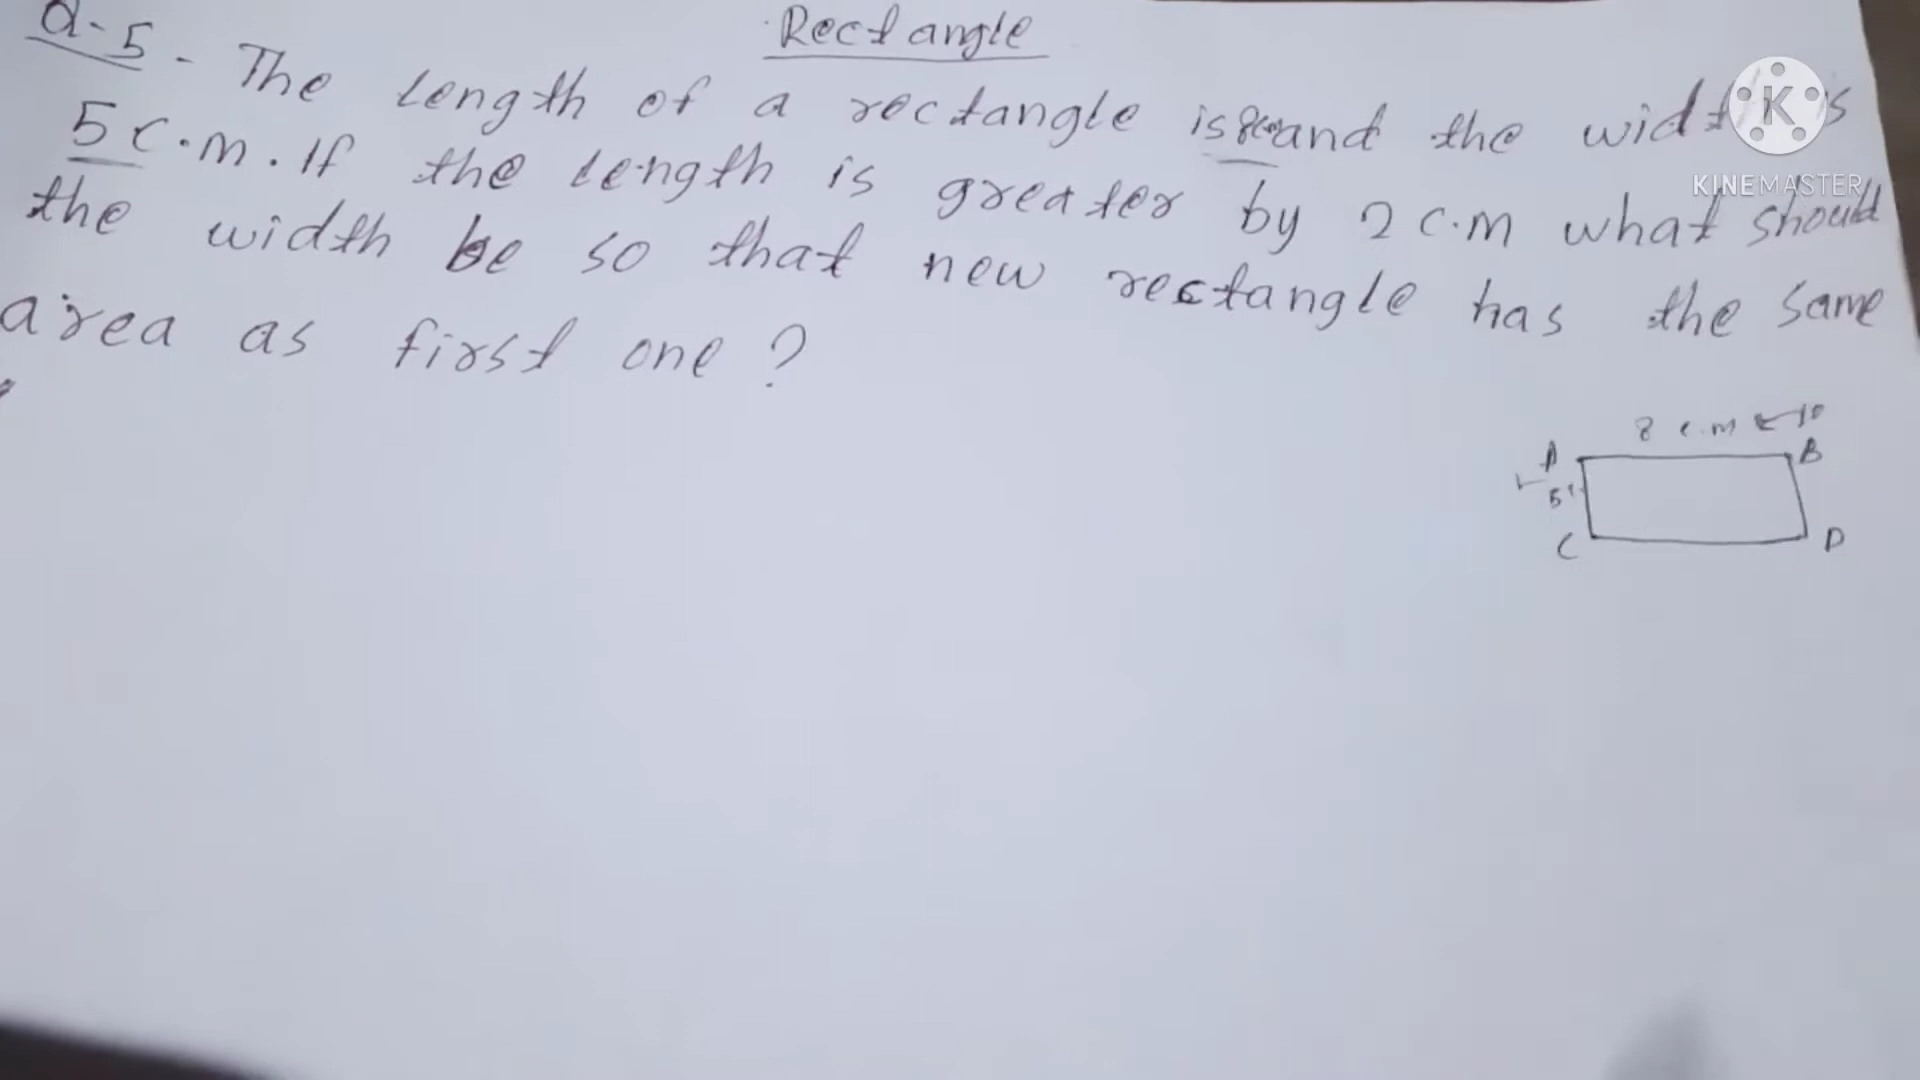 Rectangle
Q-5 - The length of a rectangle is 8cm and the width is
5 c.m. If the length is greater by 2 c.m what should
the width be so that new rectangle has the same
area as first one ?
8 c.m ← 10
A B
5
C D
K
KINEMASTER